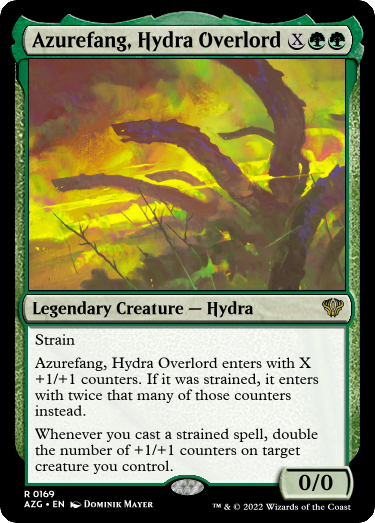 Azurefang, Hydra Overlord X
Legendary Creature — Hydra
Strain
Azurefang, Hydra Overlord enters with X
+1/+1 counters. If it was strained, it enters
with twice that many of those counters
instead.
Whenever you cast a strained spell, double
the number of +1/+1 counters on target
creature you control.
0/0
R 0169
AZG • EN Dominik Mayer
™ & © 2022 Wizards of the Coast